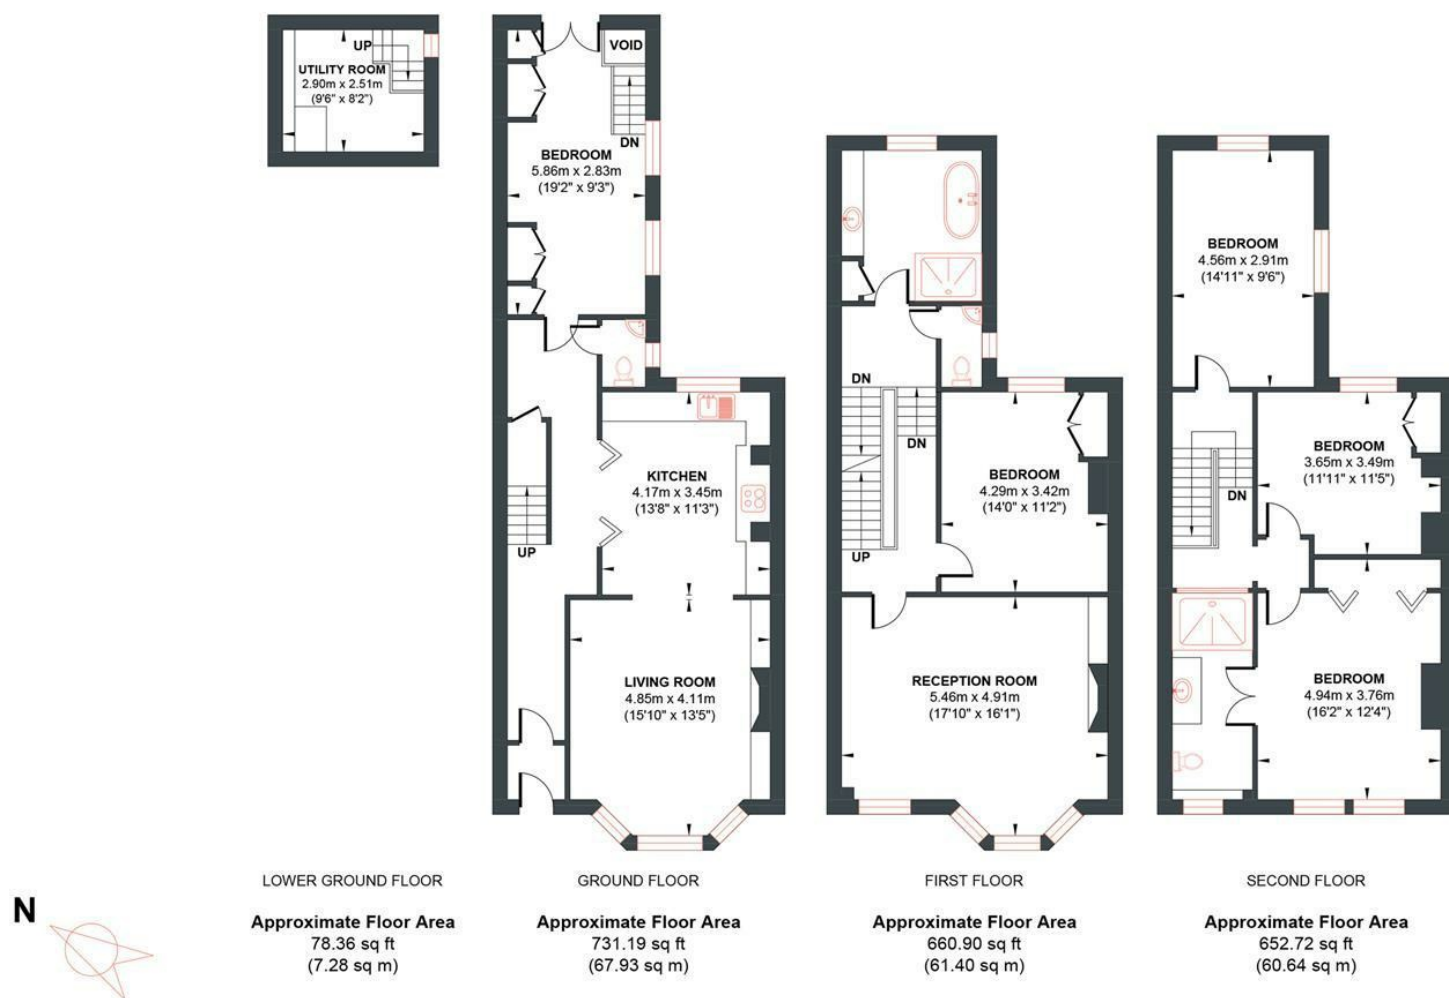 UP
UTILITY ROOM
2.90m x 2.51m
(9'6" x 8'2")
VOID
DN
BEDROOM
5.86m x 2.83m
(19'2" x 9'3")
KITCHEN
4.17m x 3.45m
(13'8" x 11'3")
UP
LIVING ROOM
4.85m x 4.11m
(15'10" x 13'5")
DN
DN
UP
BEDROOM
4.29m x 3.42m
(14'0" x 11'2")
RECEPTION ROOM
5.46m x 4.91m
(17'10" x 16'1")
BEDROOM
4.56m x 2.91m
(14'11" x 9'6")
BEDROOM
3.65m x 3.49m
(11'11" x 11'5")
DN
BEDROOM
4.94m x 3.76m
(16'2" x 12'4")
N
LOWER GROUND FLOOR
Approximate Floor Area
78.36 sq ft
(7.28 sq m)
GROUND FLOOR
Approximate Floor Area
731.19 sq ft
(67.93 sq m)
FIRST FLOOR
Approximate Floor Area
660.90 sq ft
(61.40 sq m)
SECOND FLOOR
Approximate Floor Area
652.72 sq ft
(60.64 sq m)